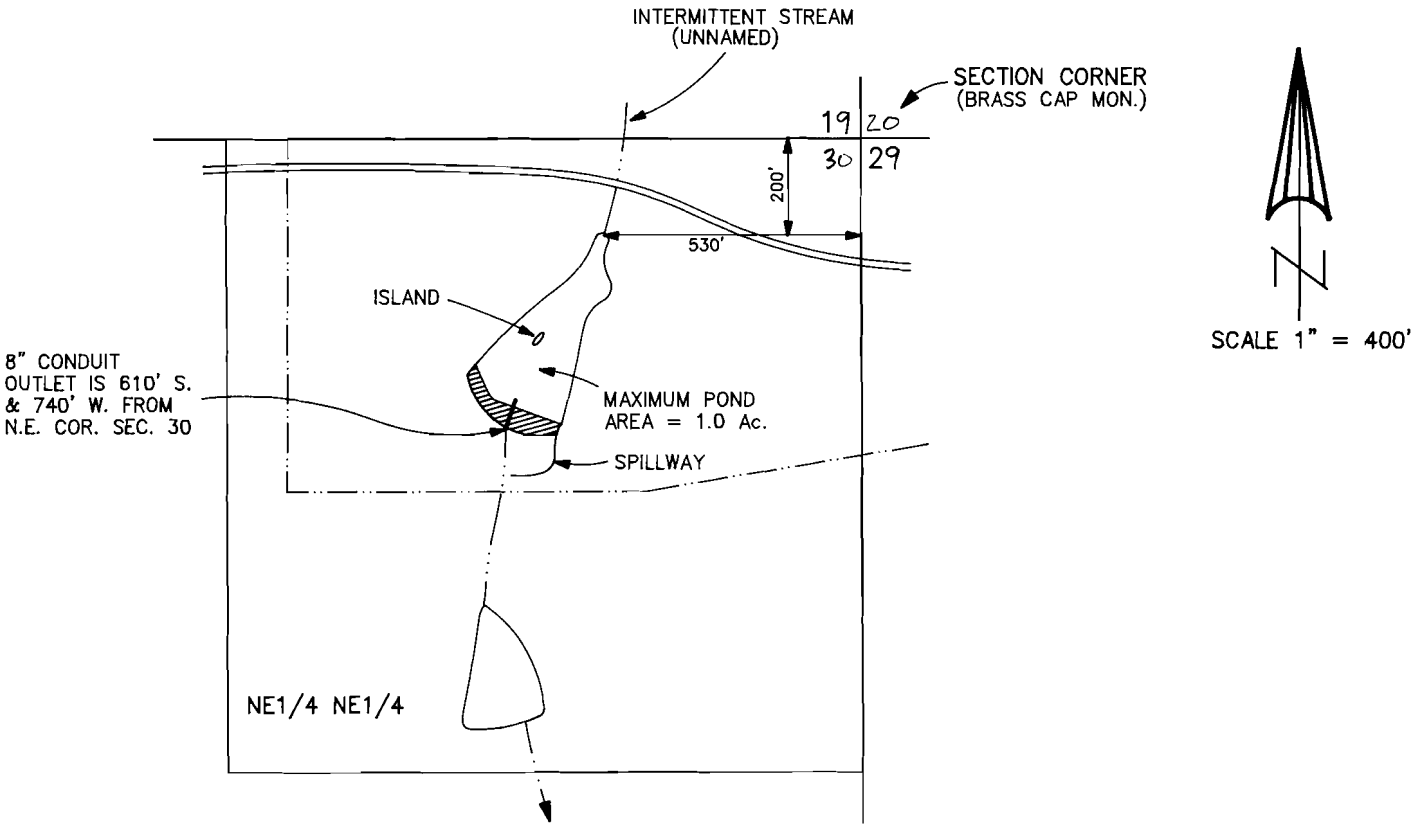 INTERMITTENT STREAM
(UNNAMED)
SECTION CORNER
(BRASS CAP MON.)
19 20
30 29
200'
530'
N
SCALE 1" = 400'
ISLAND
8" CONDUIT
OUTLET IS 610' S.
& 740' W. FROM
N.E. COR. SEC. 30
MAXIMUM POND
AREA = 1.0 Ac.
SPILLWAY
NE1/4 NE1/4